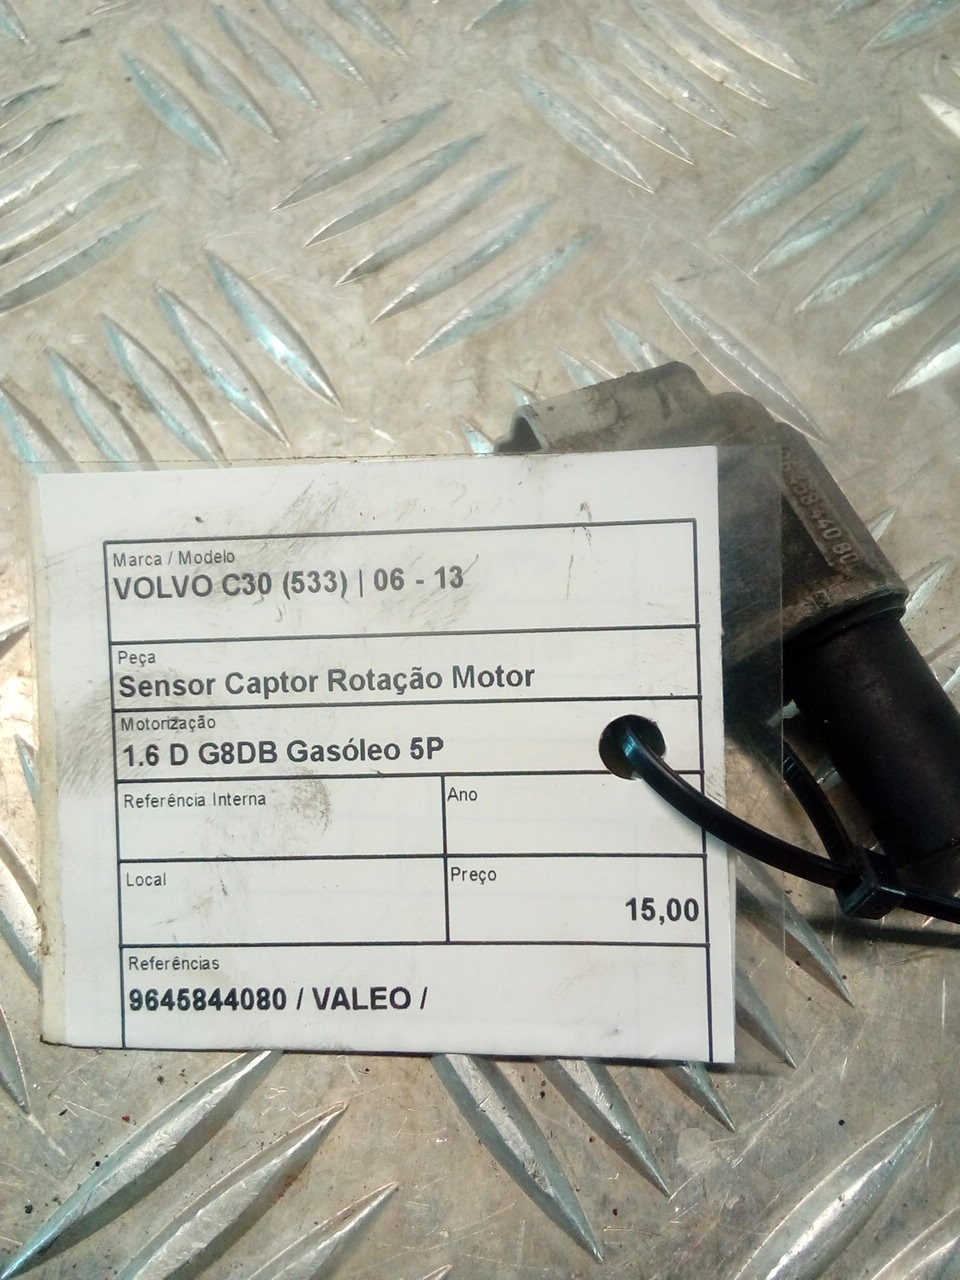 Marca / Modelo
VOLVO C30 (533) | 06 - 13
Peça
Sensor Captor Rotação Motor
Motorização
1.6 D G8DB Gasóleo 5P
Referência Interna
Ano
Local
Preço
15,00
Referências
9645844080 / VALEO /
9645844080